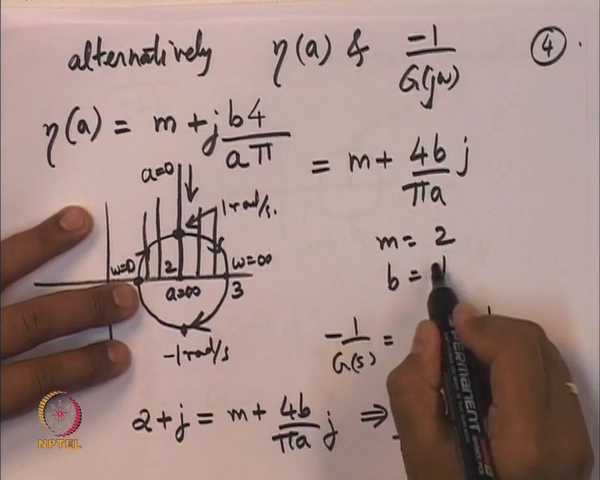 alternatively η(a) & -1/G(jω) ④
η(a) = m + j b4/aπ = m + 4b/πa j
a=0
1 rad/s.
m = 2
b =
ω=0 2 ω=∞
a=∞ 3
-1 rad/s
-1/G(s) =
2+j = m + 4b/πa j ⇒
NPTEL